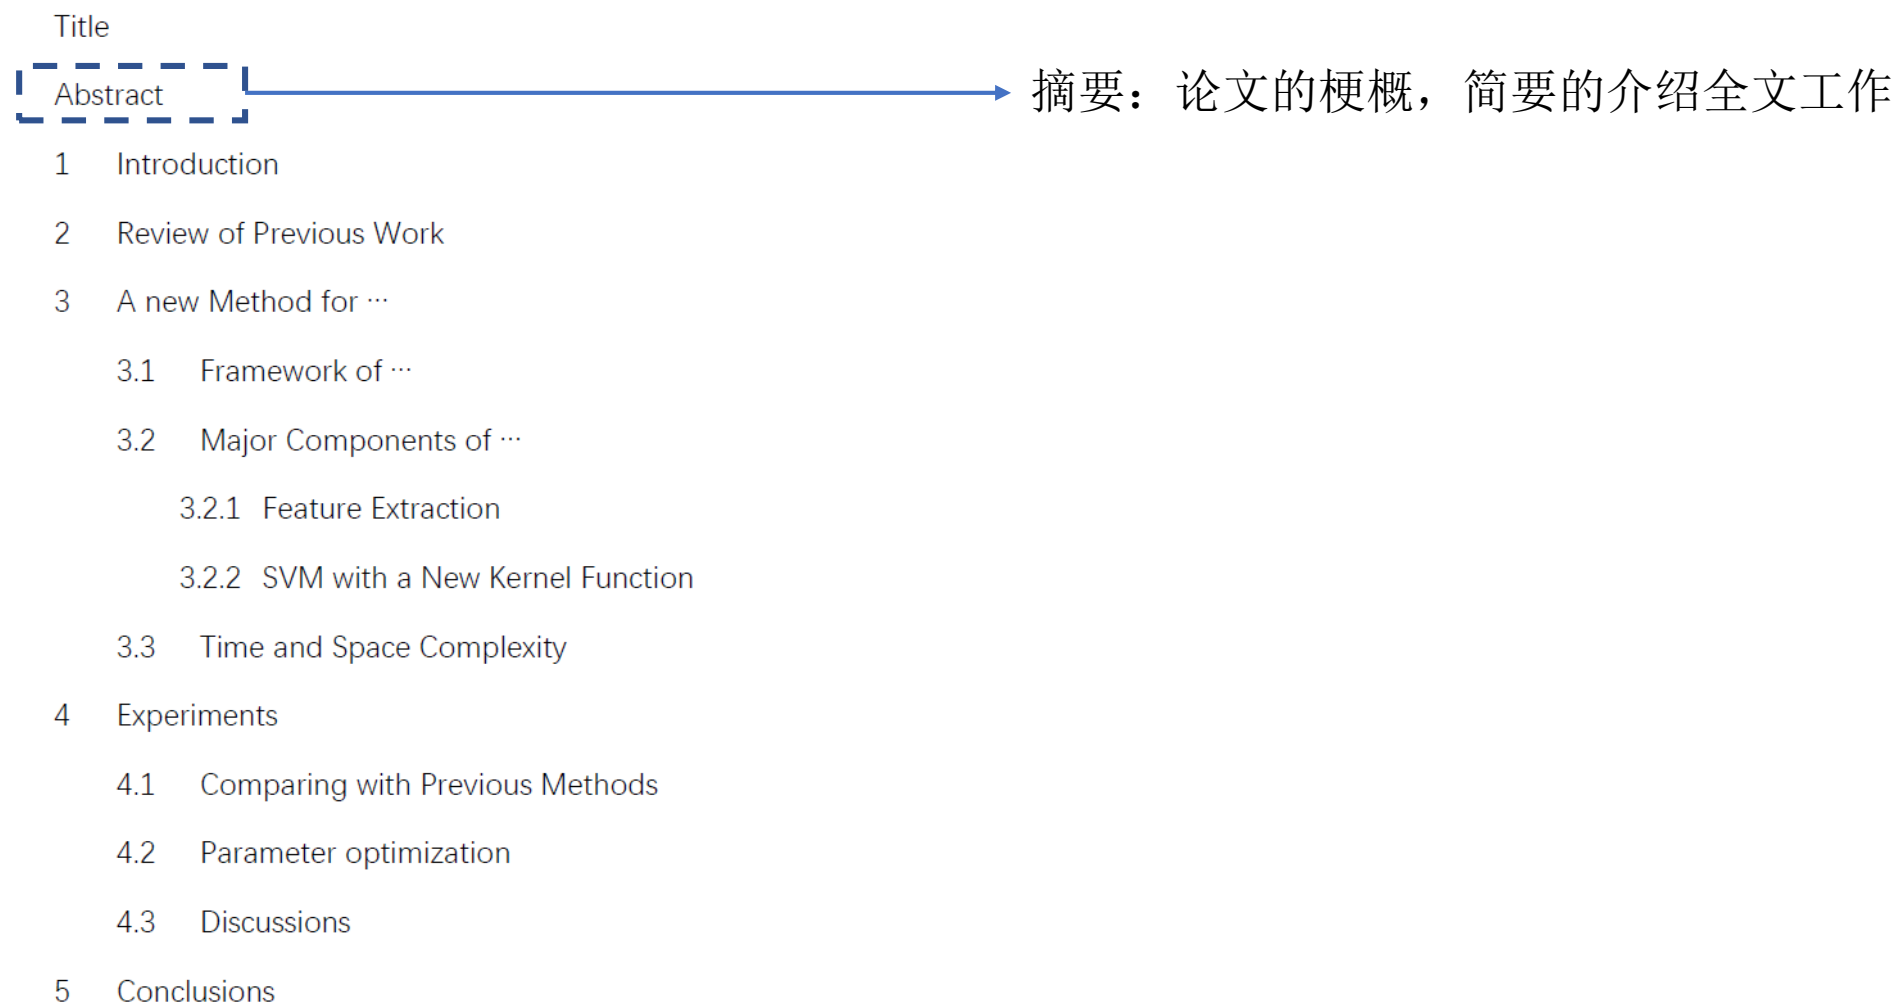 Title
Abstract
摘要：论文的梗概，简要的介绍全文工作
1 Introduction
2 Review of Previous Work
3 A new Method for ···
3.1 Framework of ···
3.2 Major Components of ···
3.2.1 Feature Extraction
3.2.2 SVM with a New Kernel Function
3.3 Time and Space Complexity
4 Experiments
4.1 Comparing with Previous Methods
4.2 Parameter optimization
4.3 Discussions
5 Conclusions